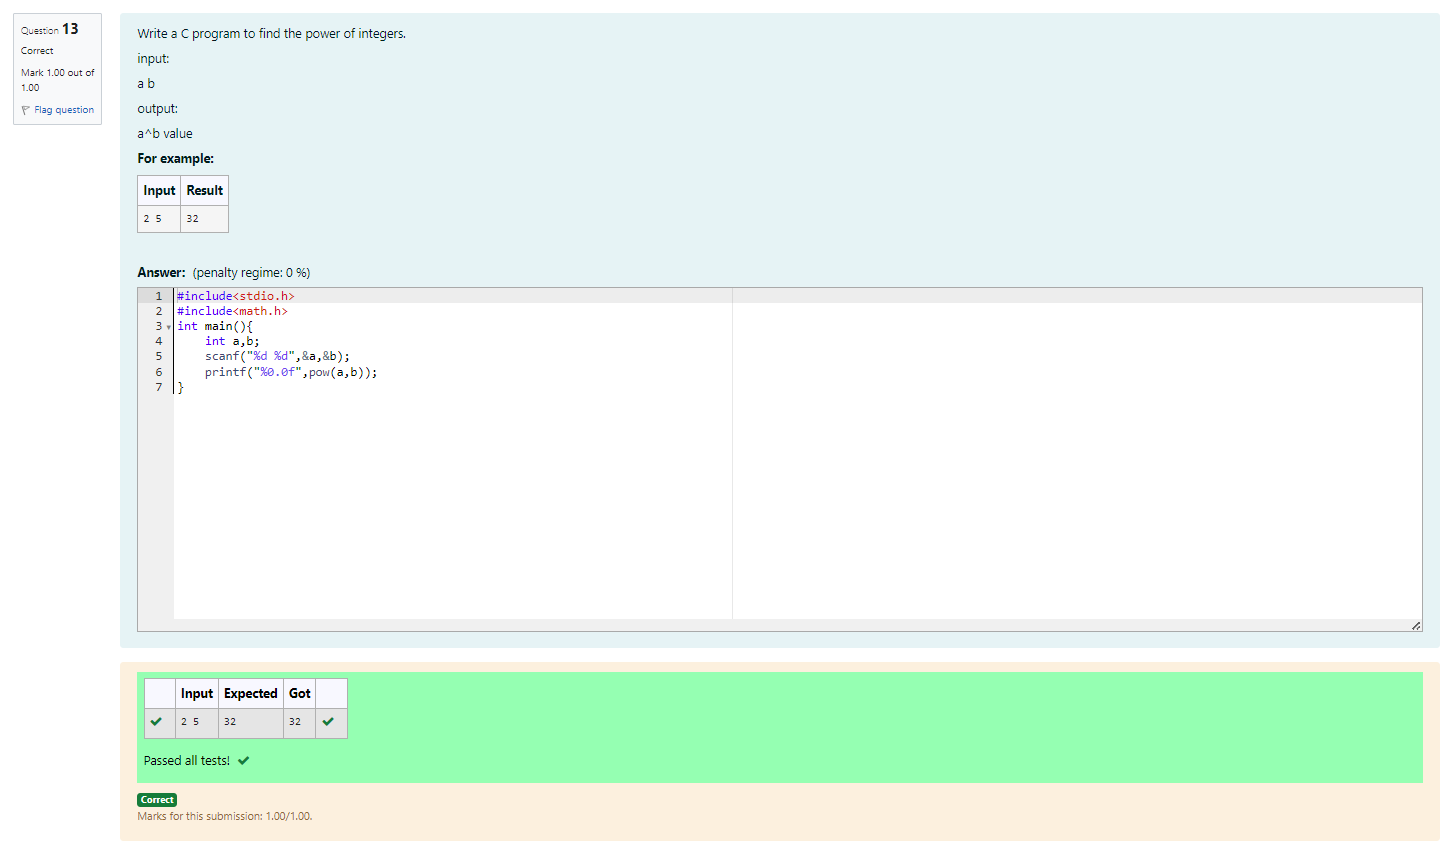 Question 13
Correct
Mark 1.00 out of
1.00
Flag question
Write a C program to find the power of integers.
input:
a b
output:
a^b value
For example:
Input Result
2 5 32
Answer: (penalty regime: 0 %)
1 #include<stdio.h>
2 #include<math.h>
3 int main(){
4     int a,b;
5     scanf("%d %d",&a,&b);
6     printf("%0.0f",pow(a,b));
7 }
Input Expected Got
2 5 32 32
Passed all tests!
Correct
Marks for this submission: 1.00/1.00.